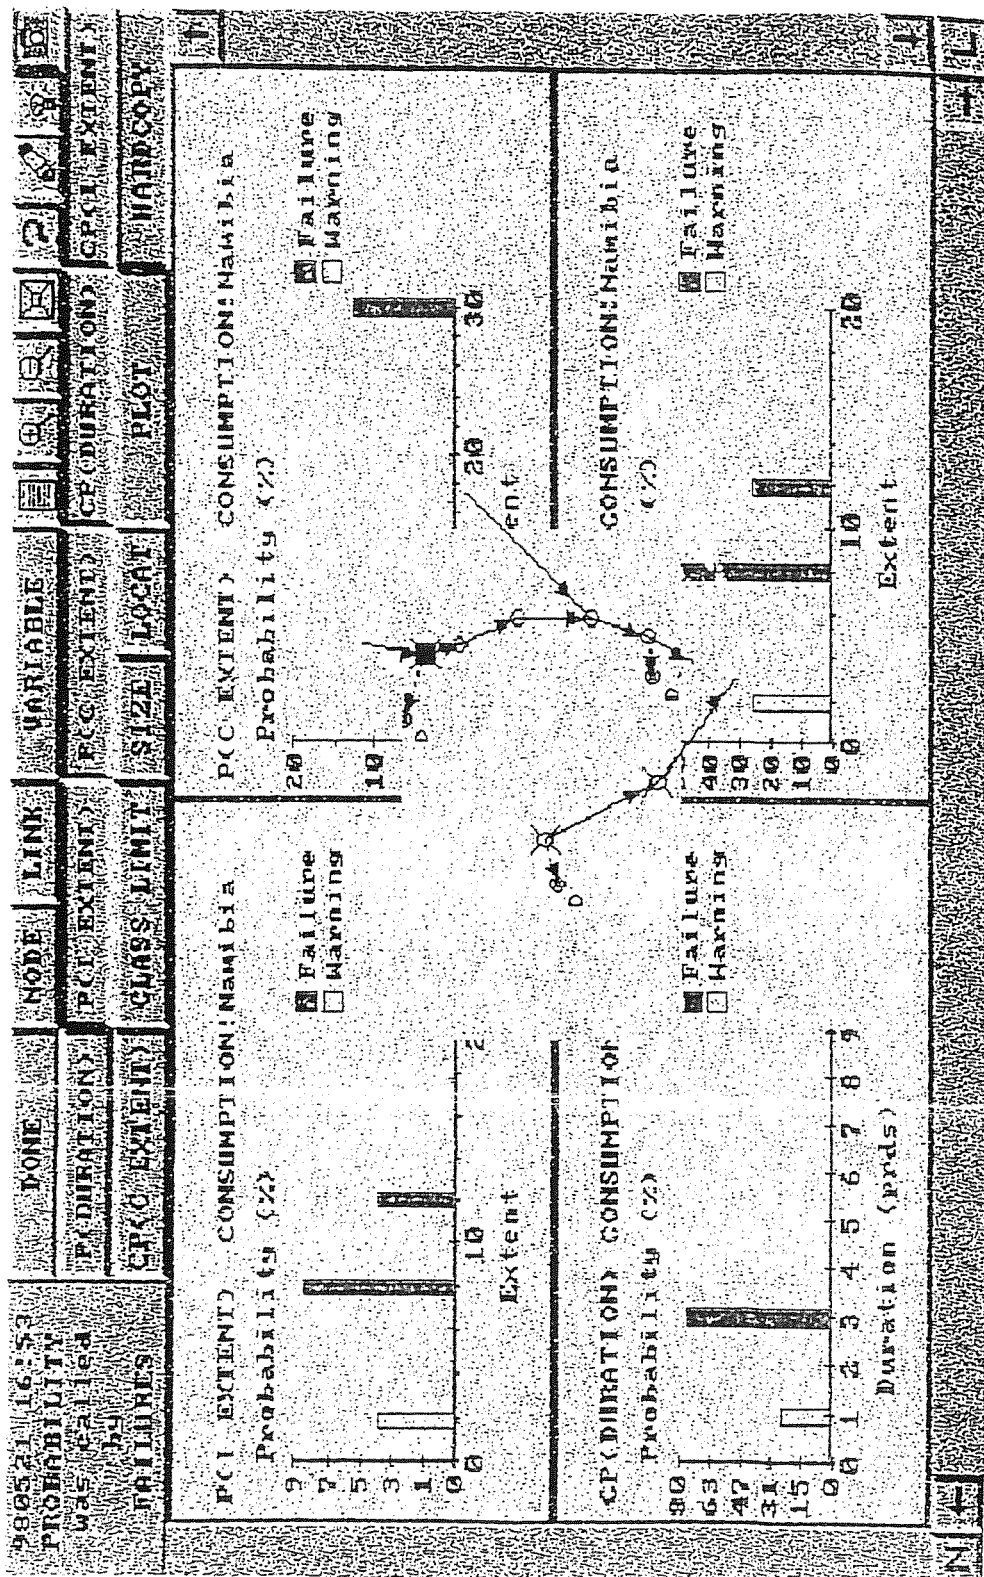 980521 16:53
PROBABILITY
was called
by
FAILURES
DONE NODE LINK VARIABLE
P(DURATION) P(I EXTENT) P(C EXTENT) CP(DURATION) CP(I EXTENT)
CP(C EXTENT) CLASS LIMIT SIZE LOCAT PLOT HARDCOPY
P(I EXTENT) CONSUMPTION!Namibia
Probability (%)
Failure
Warning
9
7
5
3
1
0
0 10 2
Extent
P(C EXTENT) CONSUMPTION!Namibia
Probability (%)
Failure
Warning
20
10
20 30
ent
D
D
D
CP(DURATION) CONSUMPTION
Probability (%)
Failure
Warning
80
63
47
31
15
0
0 1 2 3 4 5 6 7 8 9
Duration (prds)
CONSUMPTION!Namibia
(%)
Failure
Warning
40
30
20
10
0
0 10 20
Extent
N